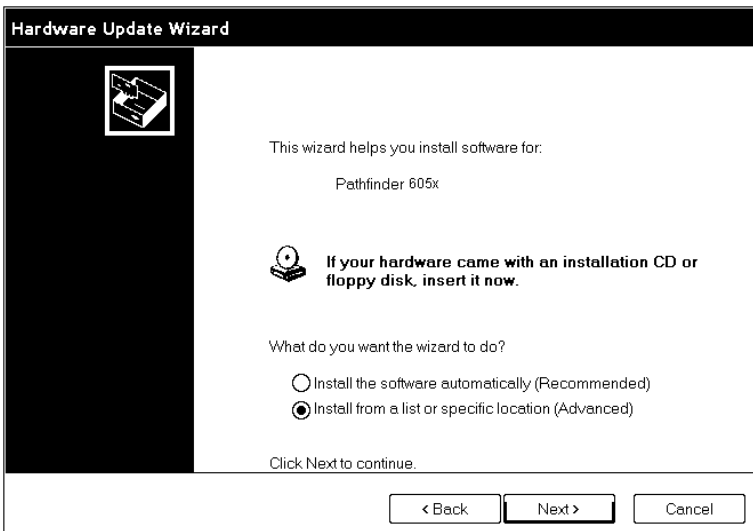 Hardware Update Wizard
This wizard helps you install software for:
Pathfinder 605x
If your hardware came with an installation CD or
floppy disk, insert it now.
What do you want the wizard to do?
Install the software automatically (Recommended)
Install from a list or specific location (Advanced)
Click Next to continue.
< Back Next > Cancel